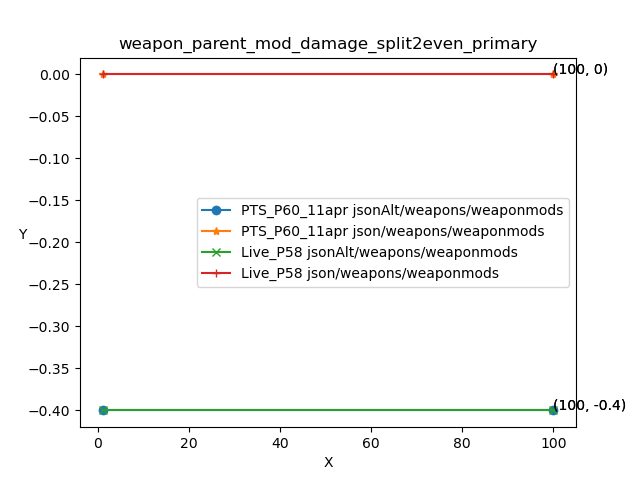 weapon_parent_mod_damage_split2even_primary
0.00
−0.05
−0.10
−0.15
−0.20
−0.25
−0.30
−0.35
−0.40
Y
(100, 0)
PTS_P60_11apr jsonAlt/weapons/weaponmods
PTS_P60_11apr json/weapons/weaponmods
Live_P58 jsonAlt/weapons/weaponmods
Live_P58 json/weapons/weaponmods
(100, -0.4)
0 20 40 60 80 100
X